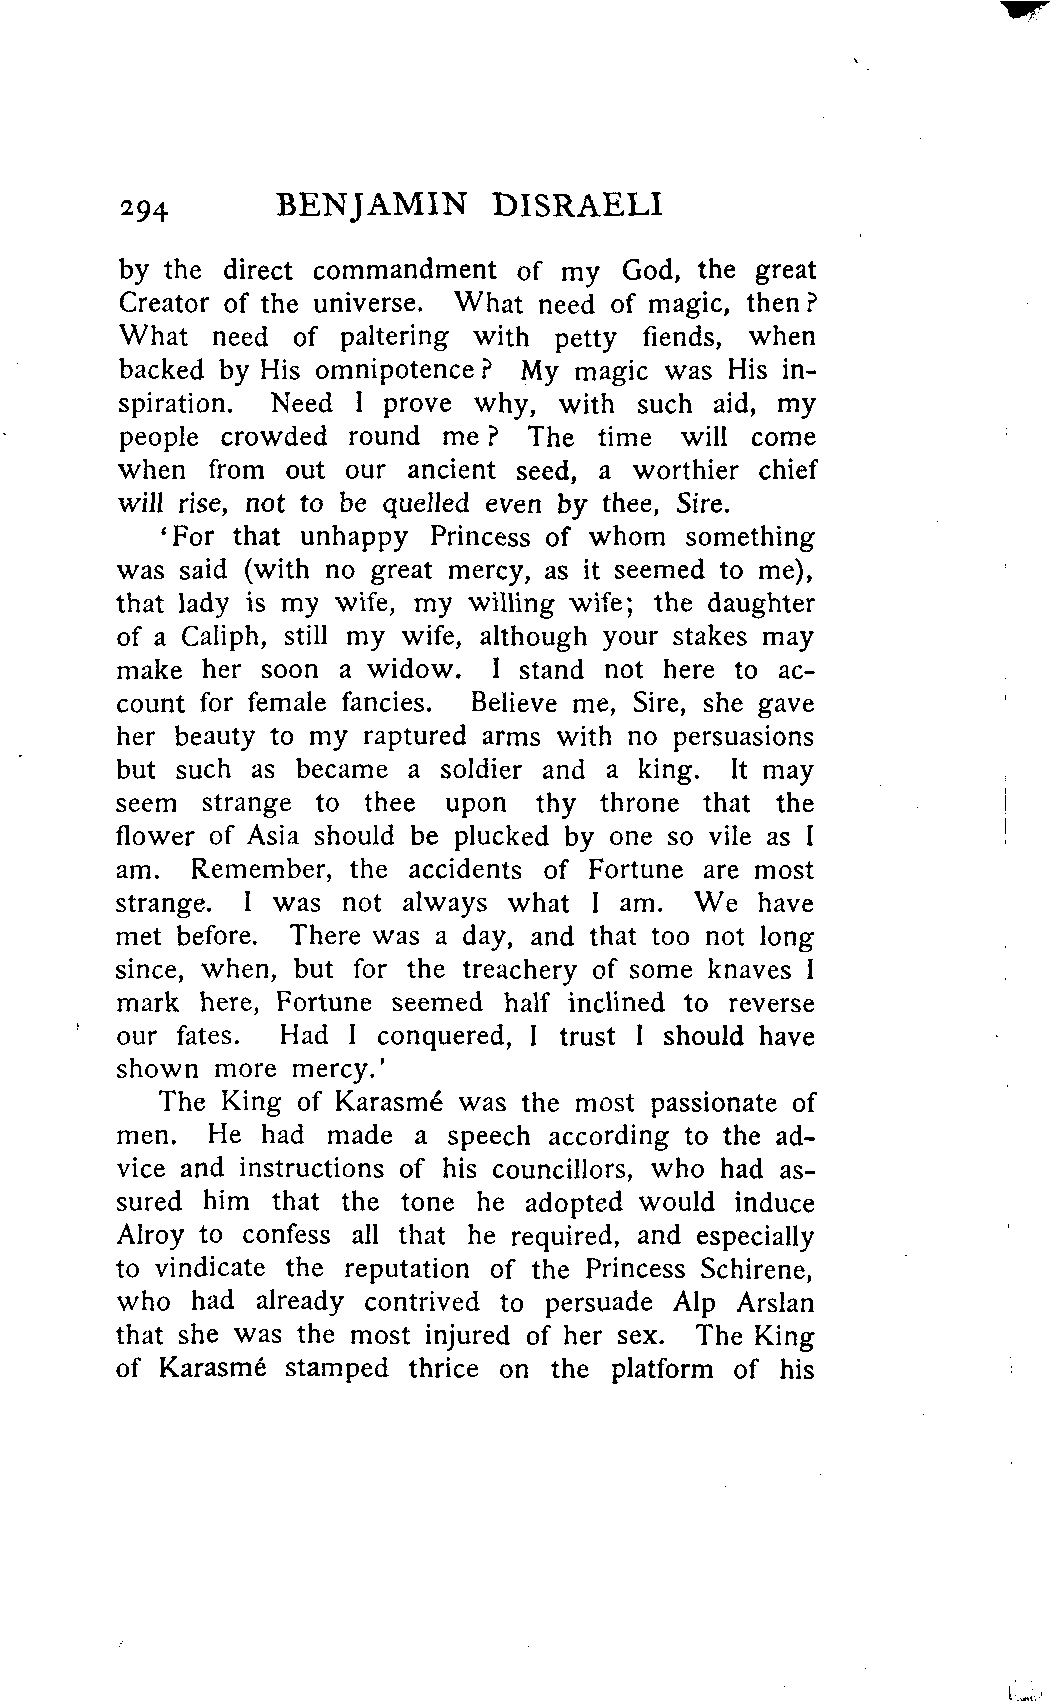 294 BENJAMIN DISRAELI
by the direct commandment of my God, the great
Creator of the universe. What need of magic, then?
What need of paltering with petty fiends, when
backed by His omnipotence? My magic was His in-
spiration. Need I prove why, with such aid, my
people crowded round me? The time will come
when from out our ancient seed, a worthier chief
will rise, not to be quelled even by thee, Sire.
'For that unhappy Princess of whom something
was said (with no great mercy, as it seemed to me),
that lady is my wife, my willing wife; the daughter
of a Caliph, still my wife, although your stakes may
make her soon a widow. I stand not here to ac-
count for female fancies. Believe me, Sire, she gave
her beauty to my raptured arms with no persuasions
but such as became a soldier and a king. It may
seem strange to thee upon thy throne that the
flower of Asia should be plucked by one so vile as I
am. Remember, the accidents of Fortune are most
strange. I was not always what I am. We have
met before. There was a day, and that too not long
since, when, but for the treachery of some knaves I
mark here, Fortune seemed half inclined to reverse
our fates. Had I conquered, I trust I should have
shown more mercy.'
The King of Karasmé was the most passionate of
men. He had made a speech according to the ad-
vice and instructions of his councillors, who had as-
sured him that the tone he adopted would induce
Alroy to confess all that he required, and especially
to vindicate the reputation of the Princess Schirene,
who had already contrived to persuade Alp Arslan
that she was the most injured of her sex. The King
of Karasmé stamped thrice on the platform of his